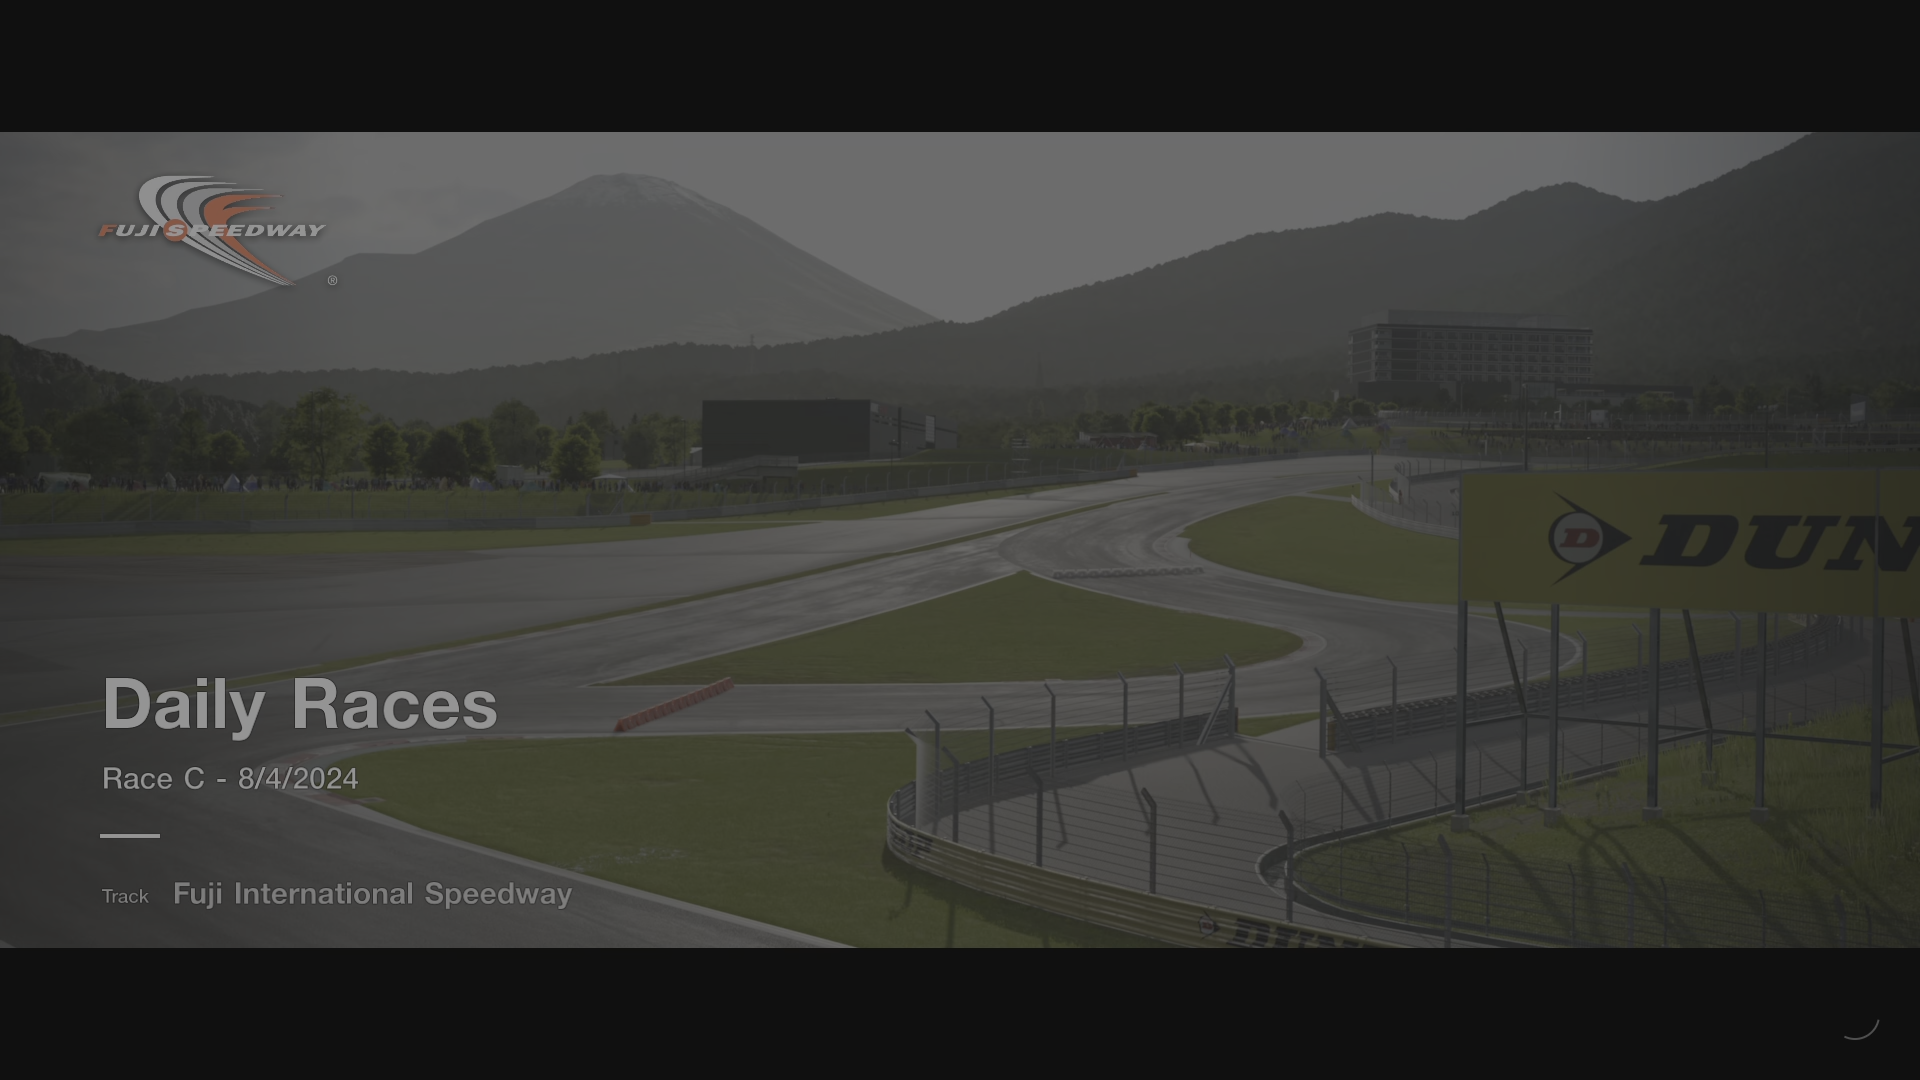 FUJI SPEEDWAY
®
D DUN
Daily Races
Race C - 8/4/2024
Track Fuji International Speedway